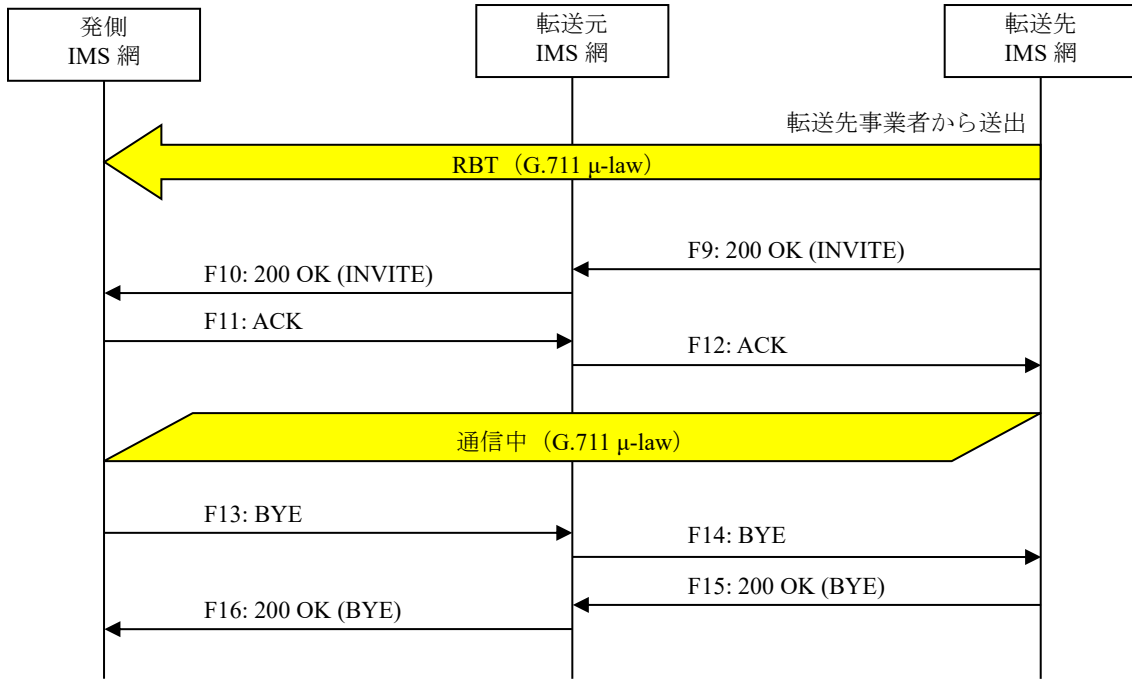 発側
IMS 網
転送元
IMS 網
転送先
IMS 網
転送先事業者から送出
RBT（G.711 μ-law）
F9: 200 OK (INVITE)
F10: 200 OK (INVITE)
F11: ACK
F12: ACK
通信中（G.711 μ-law）
F13: BYE
F14: BYE
F15: 200 OK (BYE)
F16: 200 OK (BYE)